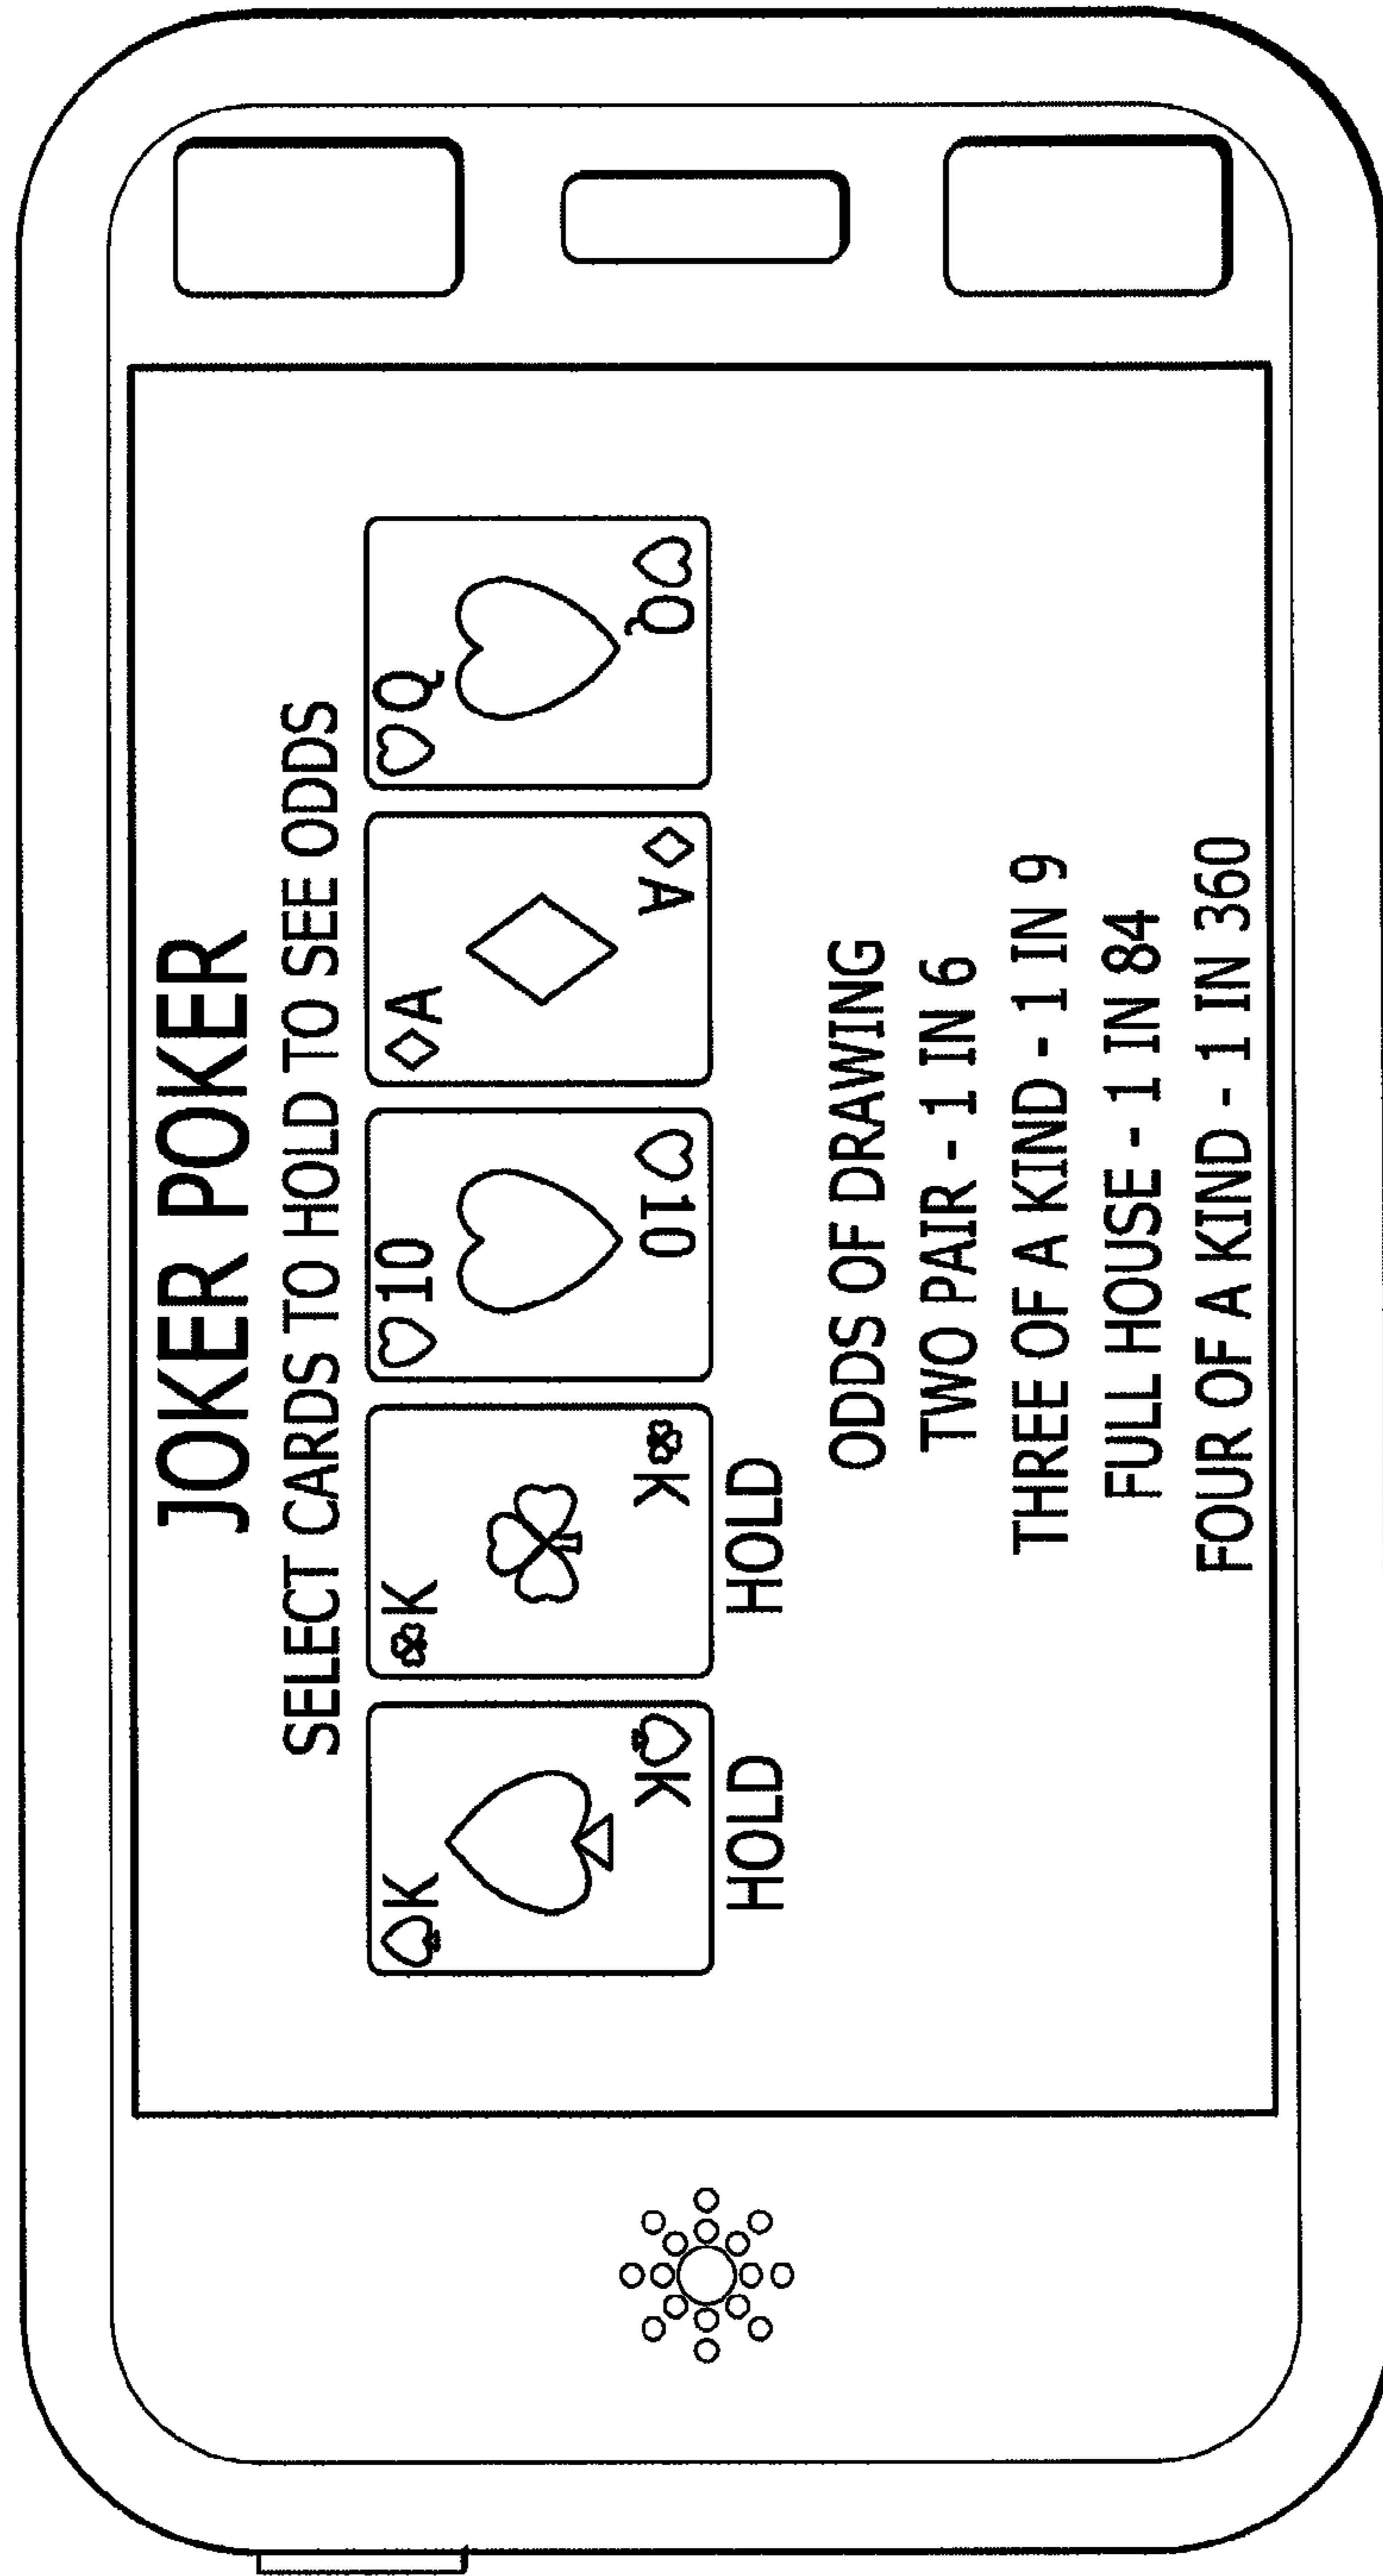 JOKER POKER
SELECT CARDS TO HOLD TO SEE ODDS
K K 10 A Q
K K 10 A Q
HOLD HOLD
ODDS OF DRAWING
TWO PAIR - 1 IN 6
THREE OF A KIND - 1 IN 9
FULL HOUSE - 1 IN 84
FOUR OF A KIND - 1 IN 360